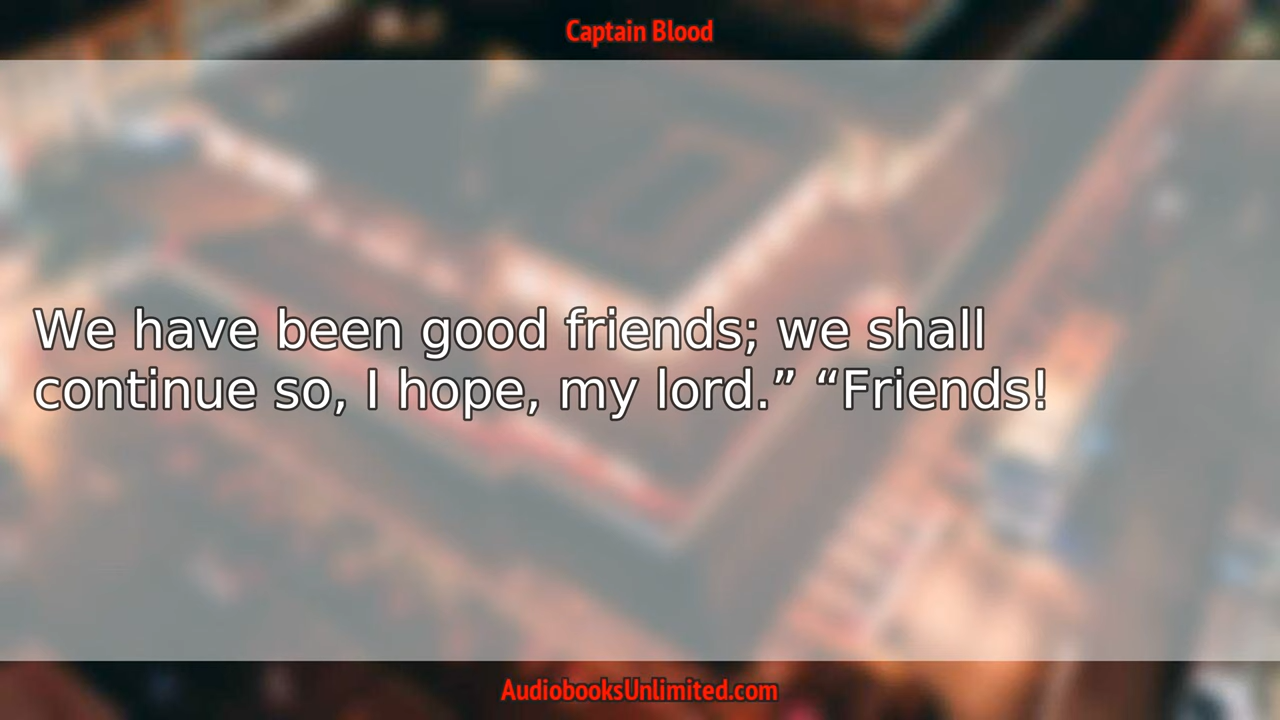 Captain Blood
We have been good friends; we shall
continue so, I hope, my lord.” “Friends!
AudiobooksUnlimited.com